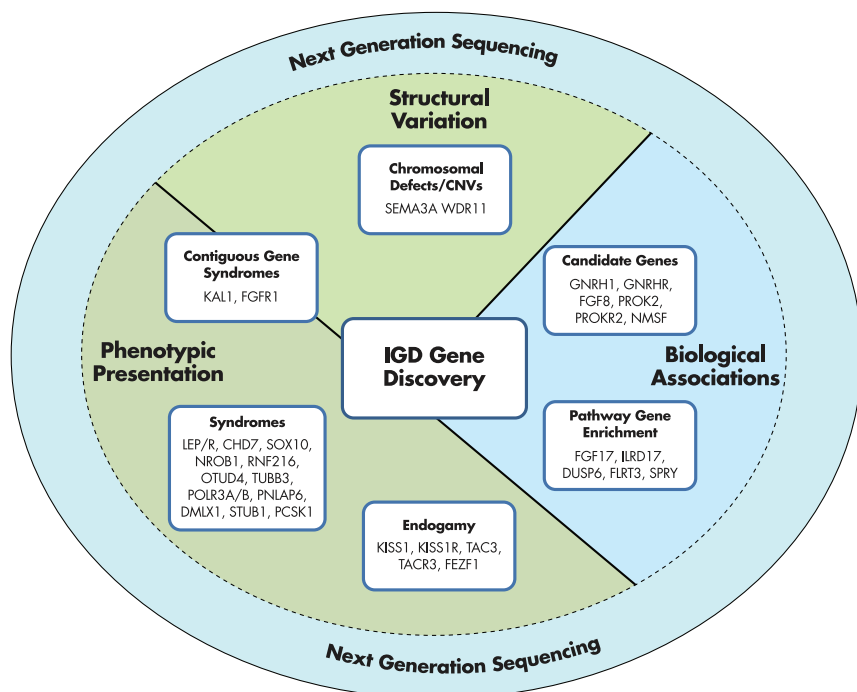 Next Generation Sequencing
Structural
Variation
Chromosomal
Defects/CNVs
SEMA3A WDR11
Contiguous Gene
Syndromes
KAL1, FGFR1
Candidate Genes
GNRH1, GNRHR,
FGF8, PROK2,
PROKR2, NMSF
IGD Gene
Discovery
Phenotypic
Presentation
Biological
Associations
Syndromes
LEP/R, CHD7, SOX10,
NROB1, RNF216,
OTUD4, TUBB3,
POLR3A/B, PNLAP6,
DMLX1, STUB1, PCSK1
Pathway Gene
Enrichment
FGF17, ILRD17,
DUSP6, FLRT3, SPRY
Endogamy
KISS1, KISS1R, TAC3,
TACR3, FEZF1
Next Generation Sequencing